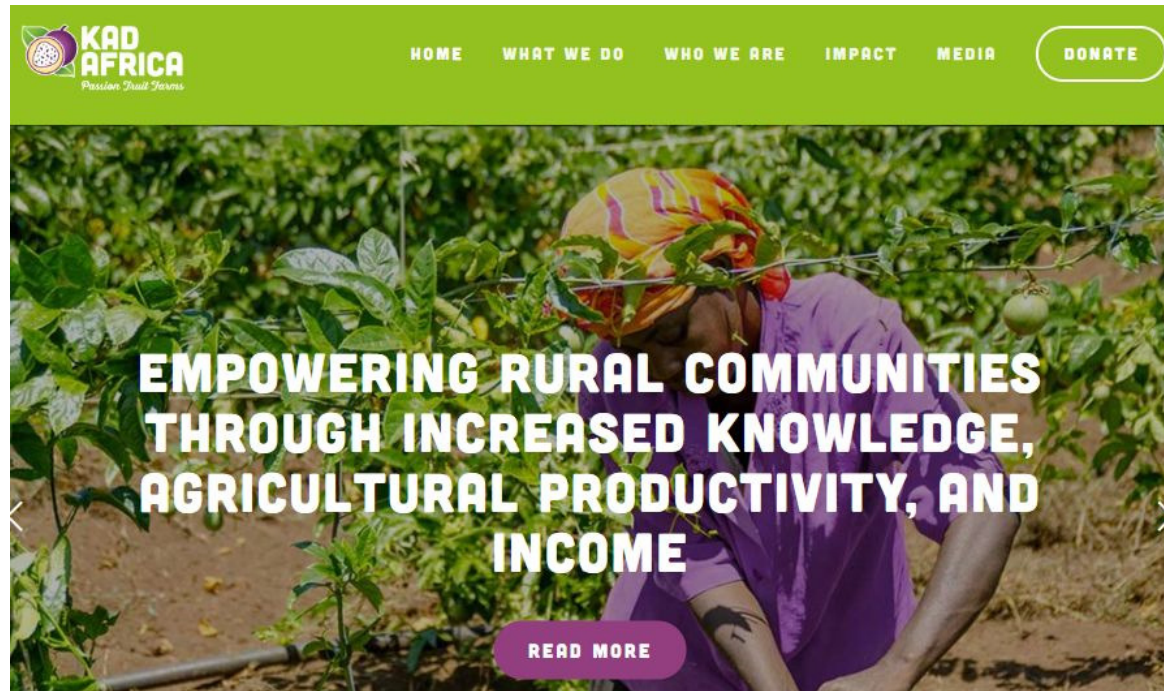 KAD
AFRICA
Passion Fruit Farms
HOME WHAT WE DO WHO WE ARE IMPACT MEDIA DONATE
EMPOWERING RURAL COMMUNITIES
THROUGH INCREASED KNOWLEDGE,
AGRICULTURAL PRODUCTIVITY, AND
INCOME
READ MORE